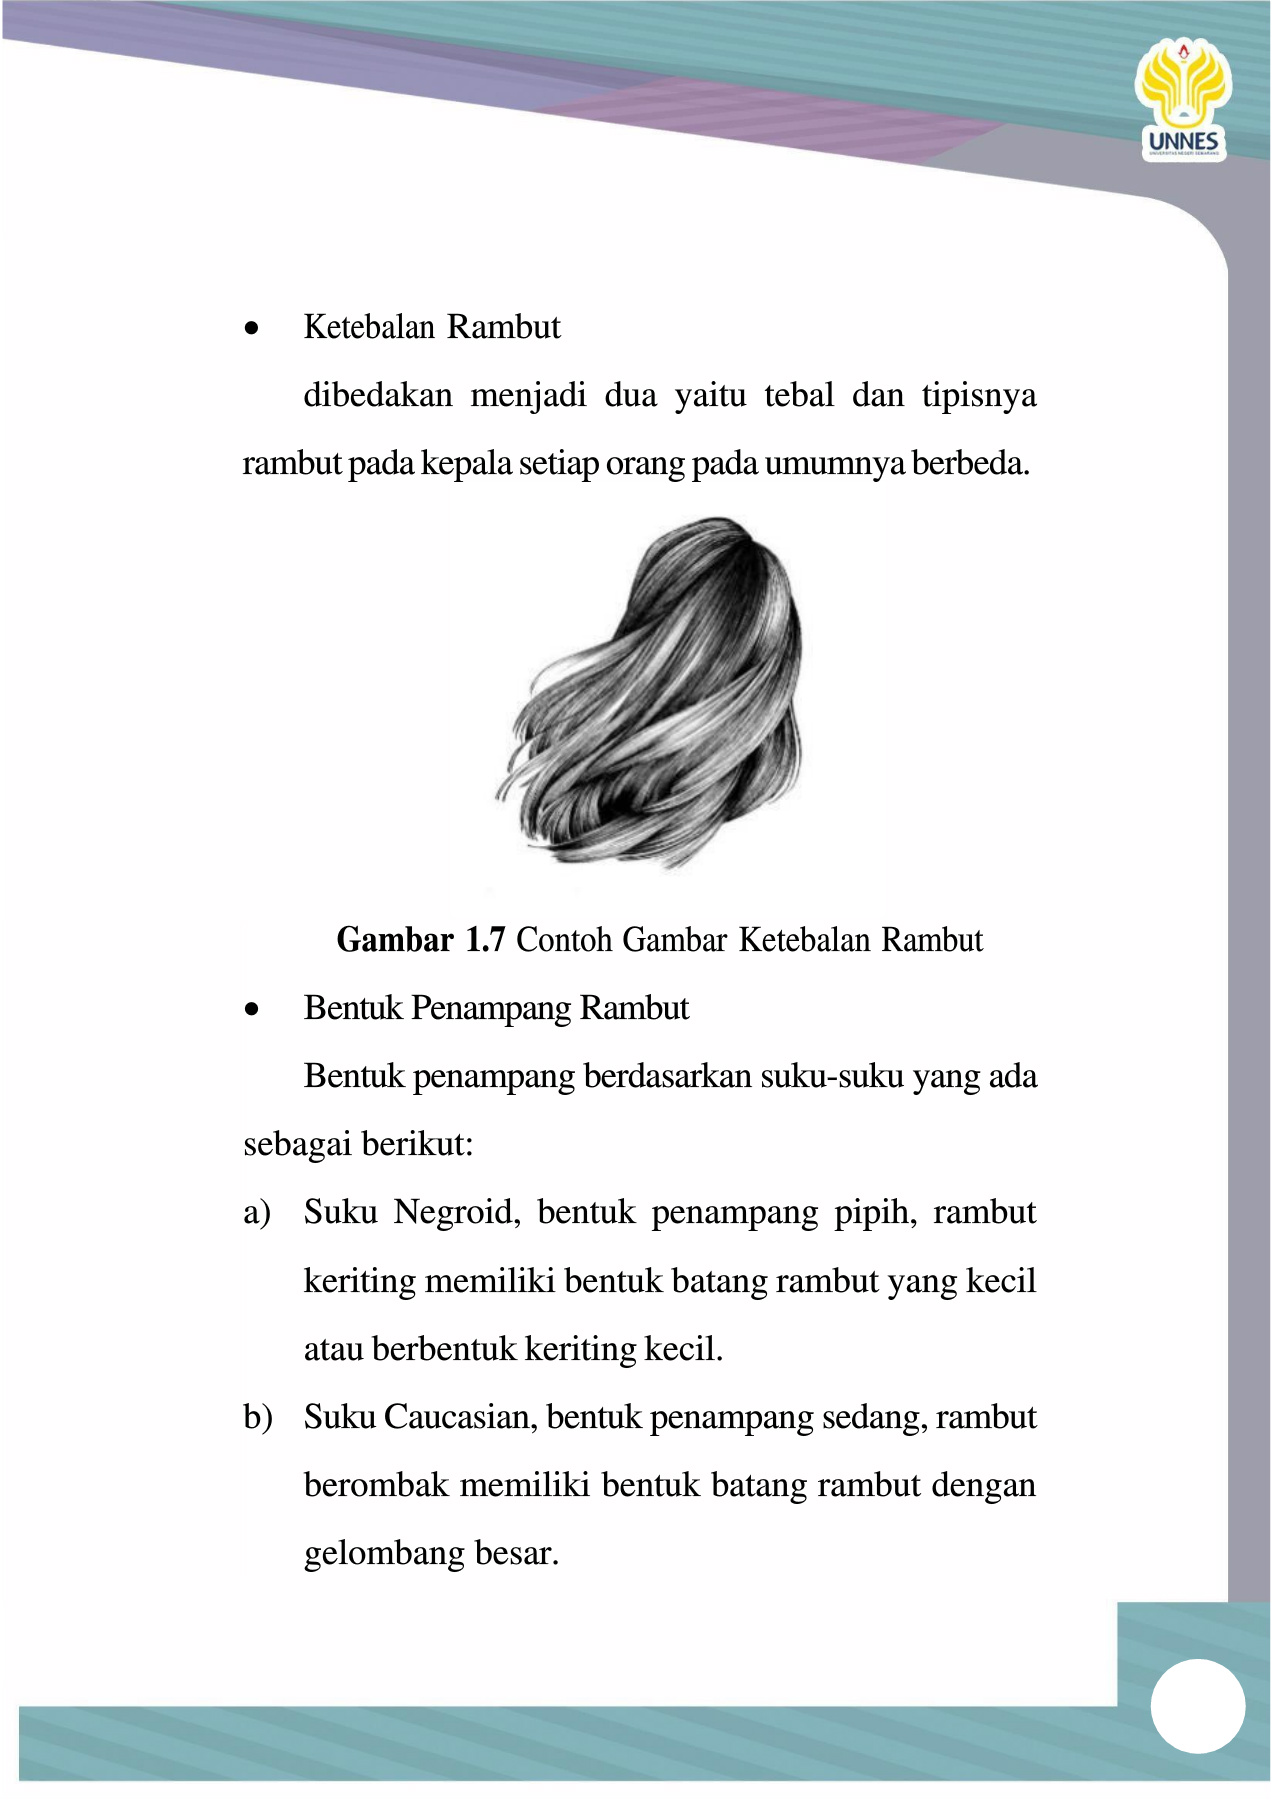 UNNES
UNIVERSITAS NEGERI SEMARANG
• Ketebalan Rambut
dibedakan menjadi dua yaitu tebal dan tipisnya
rambut pada kepala setiap orang pada umumnya berbeda.
Gambar 1.7 Contoh Gambar Ketebalan Rambut
• Bentuk Penampang Rambut
Bentuk penampang berdasarkan suku-suku yang ada
sebagai berikut:
a) Suku Negroid, bentuk penampang pipih, rambut
keriting memiliki bentuk batang rambut yang kecil
atau berbentuk keriting kecil.
b) Suku Caucasian, bentuk penampang sedang, rambut
berombak memiliki bentuk batang rambut dengan
gelombang besar.